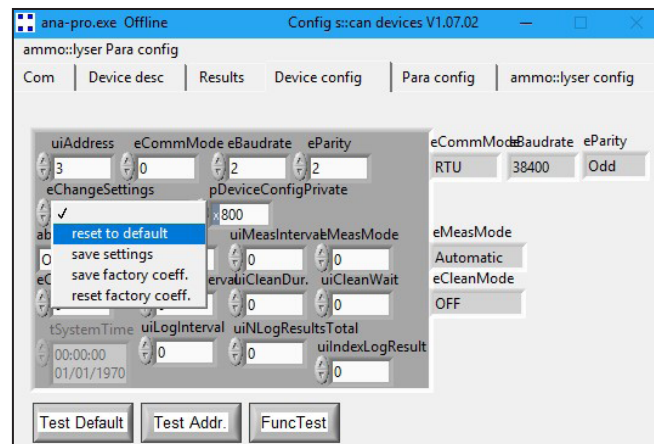 ana-pro.exe Offline
Config s::can devices V1.07.02
ammo::lyser Para config
Com
Device desc
Results
Device config
Para config
ammo::lyser config
uiAddress eCommMode eBaudrate eParity
3 0 2 2
eCommMode eBaudrate eParity
RTU 38400 Odd
eChangeSettings pDeviceConfigPrivate
✓
x 800
reset to default
save settings
save factory coeff.
reset factory coeff.
uiMeasInterval eMeasMode
0 0
eMeasMode
Automatic
uiCleanDur. uiCleanWait
0 0
eCleanMode
OFF
tSystemTime uiLogInterval uiNLogResultsTotal
00:00:00
01/01/1970
0 0
uiIndexLogResult
0
Test Default
Test Addr.
FuncTest